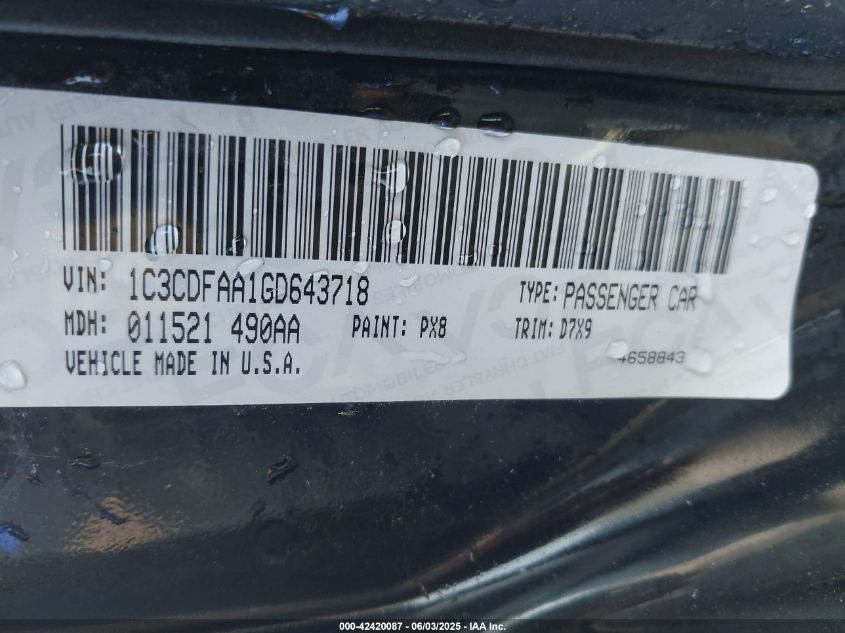 VIN: 1C3CDFAA1GD643718 TYPE: PASSENGER CAR
MDH: 011521 490AA PAINT: PX8 TRIM: D7X9
VEHICLE MADE IN U.S.A. 4658843
000-42420087 - 06/03/2025 - IAA Inc.